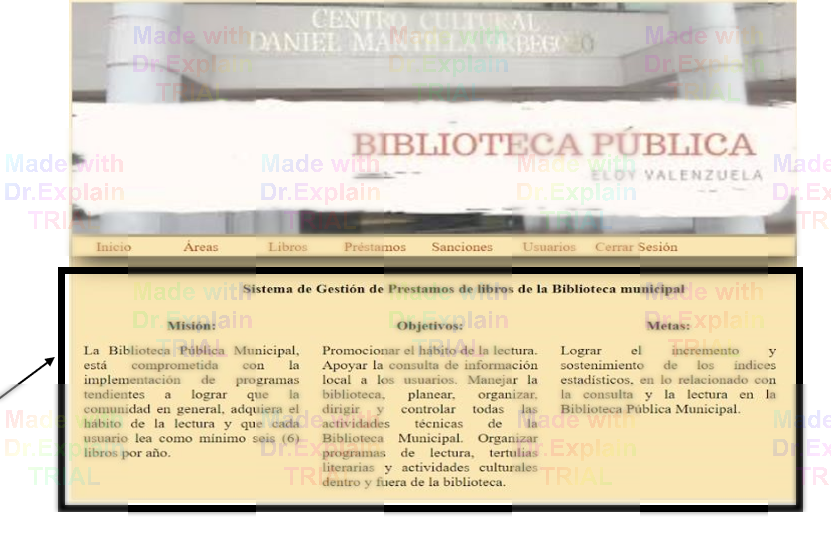 CENTRO CULTURAL
DANIEL MANTILLA ORBEGOZO
BIBLIOTECA PÚBLICA
ELOY VALENZUELA
Inicio Áreas Libros Préstamos Sanciones Usuarios Cerrar Sesión
Sistema de Gestión de Prestamos de libros de la Biblioteca municipal
Misión:
La Biblioteca Pública Municipal,
está comprometida con la
implementación de programas
tendientes a lograr que la
comunidad en general, adquiera el
hábito de la lectura y que cada
usuario lea como mínimo seis (6)
libros por año.
Objetivos:
Promocionar el hábito de la lectura.
Apoyar la consulta de información
local a los usuarios. Manejar la
biblioteca, planear, organizar,
dirigir y controlar todas las
actividades técnicas de la
Biblioteca Municipal. Organizar
programas de lectura, tertulias
literarias y actividades culturales
dentro y fuera de la biblioteca.
Metas:
Lograr el incremento y
sostenimiento de los índices
estadísticos, en lo relacionado con
la consulta y la lectura en la
Biblioteca Pública Municipal.
Made with
Dr.Explain
TRIAL